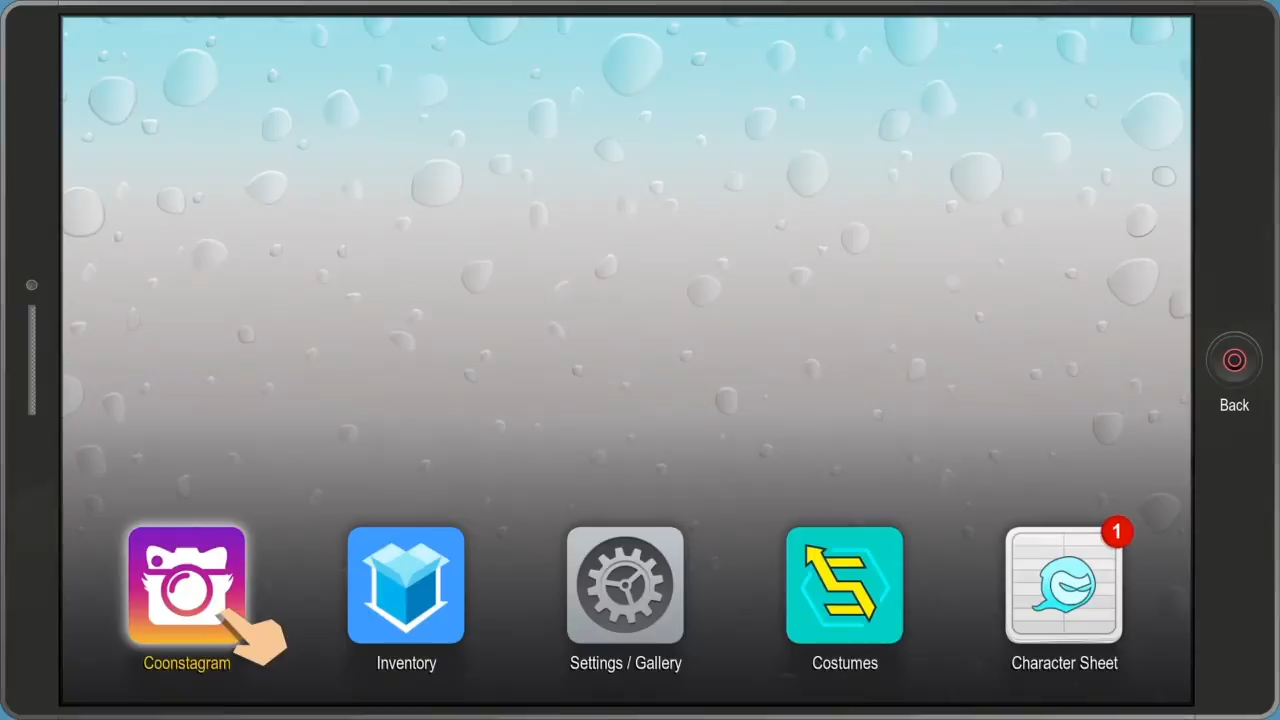 Back
1
Coonstagram
Inventory
Settings / Gallery
Costumes
Character Sheet